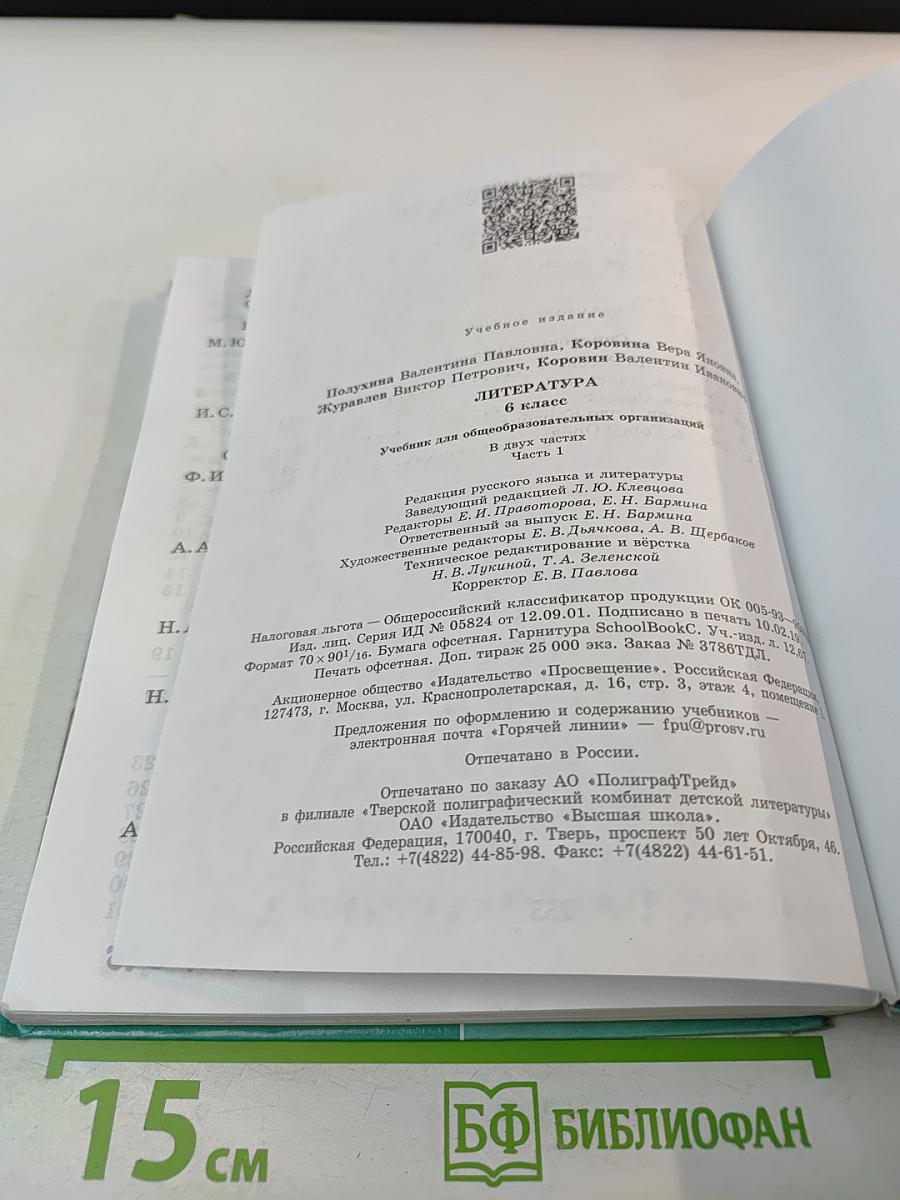 Учебное издание
Полухина Валентина Павловна, Коровина Вера Яновна,
Журавлев Виктор Петрович, Коровин Валентин Иванович
ЛИТЕРАТУРА
6 класс
Учебник для общеобразовательных организаций
В двух частях
Часть 1
Редакция русского языка и литературы
Заведующий редакцией Л. Ю. Клевцова
Редакторы Е. И. Правоторова, Е. Н. Бармина
Ответственный за выпуск Е. Н. Бармина
Художественные редакторы Е. В. Дьячкова, А. В. Щербаков
Техническое редактирование и вёрстка
Н. В. Лукиной, Т. А. Зеленской
Корректор Е. В. Павлова
Налоговая льгота — Общероссийский классификатор продукции ОК 005-93—
Изд. лиц. Серия ИД № 05824 от 12.09.01. Подписано в печать 10.02.19.
Формат 70×90¹/₁₆. Бумага офсетная. Гарнитура SchoolBookC. Уч.-изд. л. 12,67.
Печать офсетная. Доп. тираж 25 000 экз. Заказ № 3786ТДЛ.
Акционерное общество «Издательство «Просвещение». Российская Федерация,
127473, г. Москва, ул. Краснопролетарская, д. 16, стр. 3, этаж 4, помещение I
Предложения по оформлению и содержанию учебников —
электронная почта «Горячей линии» — fpu@prosv.ru
Отпечатано в России.
Отпечатано по заказу АО «ПолиграфТрейд»
в филиале «Тверской полиграфический комбинат детской литературы»
ОАО «Издательство «Высшая школа».
Российская Федерация, 170040, г. Тверь, проспект 50 лет Октября, 46.
Тел.: +7(4822) 44-85-98. Факс: +7(4822) 44-61-51.
М. Ю
И. С.
Ф. И
А. А
Н.
Н.
А
15 см
БФ БИБЛИОФАН